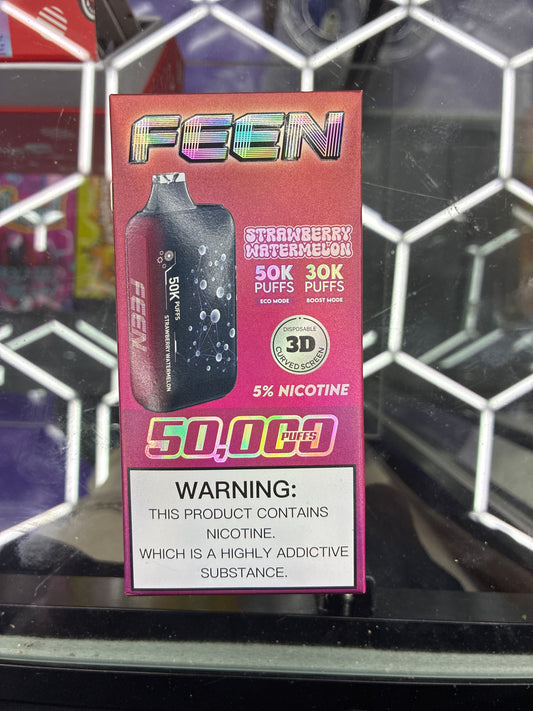 FEEN
STRAWBERRY
WATERMELON
50K PUFFS ECO MODE
30K PUFFS BOOST MODE
DISPOSABLE
3D
CURVED SCREEN
5% NICOTINE
FEEN
50K PUFFS
STRAWBERRY WATERMELON
50,000 PUFFS
WARNING:
THIS PRODUCT CONTAINS
NICOTINE.
WHICH IS A HIGHLY ADDICTIVE
SUBSTANCE.